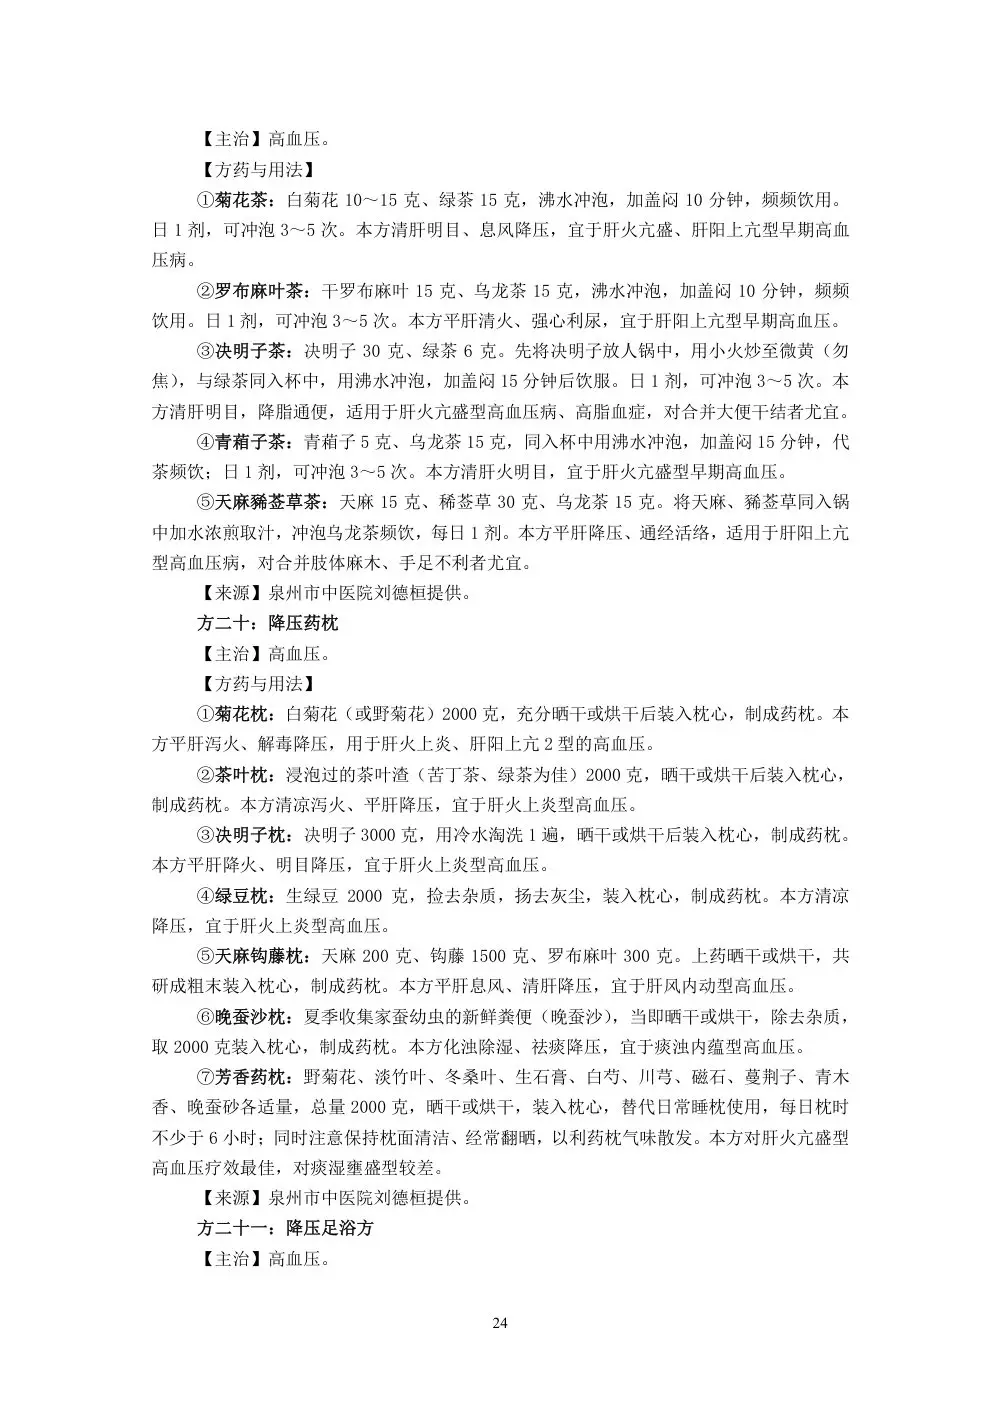 【主治】高血压。
【方药与用法】
①菊花茶：白菊花 10～15 克、绿茶 15 克，沸水冲泡，加盖闷 10 分钟，频频饮用。
日 1 剂，可冲泡 3～5 次。本方清肝明目、息风降压，宜于肝火亢盛、肝阳上亢型早期高血
压病。
②罗布麻叶茶：干罗布麻叶 15 克、乌龙茶 15 克，沸水冲泡，加盖闷 10 分钟，频频
饮用。日 1 剂，可冲泡 3～5 次。本方平肝清火、强心利尿，宜于肝阳上亢型早期高血压。
③决明子茶：决明子 30 克、绿茶 6 克。先将决明子放人锅中，用小火炒至微黄（勿
焦），与绿茶同入杯中，用沸水冲泡，加盖闷 15 分钟后饮服。日 1 剂，可冲泡 3～5 次。本
方清肝明目，降脂通便，适用于肝火亢盛型高血压病、高脂血症，对合并大便干结者尤宜。
④青葙子茶：青葙子 5 克、乌龙茶 15 克，同入杯中用沸水冲泡，加盖闷 15 分钟，代
茶频饮；日 1 剂，可冲泡 3～5 次。本方清肝火明目，宜于肝火亢盛型早期高血压。
⑤天麻豨莶草茶：天麻 15 克、稀莶草 30 克、乌龙茶 15 克。将天麻、豨莶草同入锅
中加水浓煎取汁，冲泡乌龙茶频饮，每日 1 剂。本方平肝降压、通经活络，适用于肝阳上亢
型高血压病，对合并肢体麻木、手足不利者尤宜。
【来源】泉州市中医院刘德桓提供。
方二十：降压药枕
【主治】高血压。
【方药与用法】
①菊花枕：白菊花（或野菊花）2000 克，充分晒干或烘干后装入枕心，制成药枕。本
方平肝泻火、解毒降压，用于肝火上炎、肝阳上亢 2 型的高血压。
②茶叶枕：浸泡过的茶叶渣（苦丁茶、绿茶为佳）2000 克，晒干或烘干后装入枕心，
制成药枕。本方清凉泻火、平肝降压，宜于肝火上炎型高血压。
③决明子枕：决明子 3000 克，用冷水淘洗 1 遍，晒干或烘干后装入枕心，制成药枕。
本方平肝降火、明目降压，宜于肝火上炎型高血压。
④绿豆枕：生绿豆 2000 克，捡去杂质，扬去灰尘，装入枕心，制成药枕。本方清凉
降压，宜于肝火上炎型高血压。
⑤天麻钩藤枕：天麻 200 克、钩藤 1500 克、罗布麻叶 300 克。上药晒干或烘干，共
研成粗末装入枕心，制成药枕。本方平肝息风、清肝降压，宜于肝风内动型高血压。
⑥晚蚕沙枕：夏季收集家蚕幼虫的新鲜粪便（晚蚕沙），当即晒干或烘干，除去杂质，
取 2000 克装入枕心，制成药枕。本方化浊除湿、祛痰降压，宜于痰浊内蕴型高血压。
⑦芳香药枕：野菊花、淡竹叶、冬桑叶、生石膏、白芍、川芎、磁石、蔓荆子、青木
香、晚蚕砂各适量，总量 2000 克，晒干或烘干，装入枕心，替代日常睡枕使用，每日枕时
不少于 6 小时；同时注意保持枕面清洁、经常翻晒，以利药枕气味散发。本方对肝火亢盛型
高血压疗效最佳，对痰湿壅盛型较差。
【来源】泉州市中医院刘德桓提供。
方二十一：降压足浴方
【主治】高血压。
24